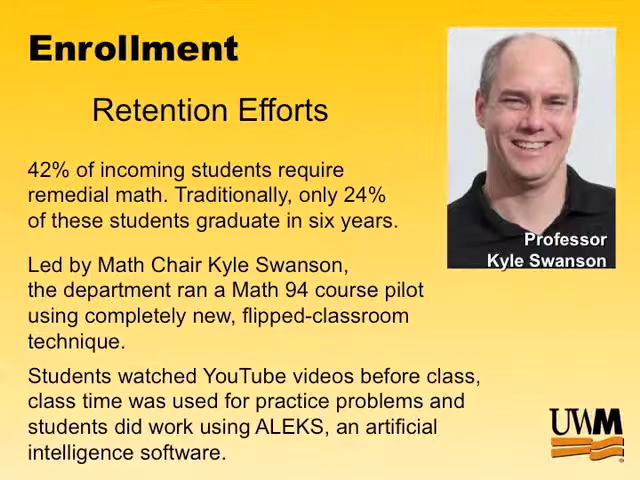 Enrollment
Retention Efforts
42% of incoming students require
remedial math. Traditionally, only 24%
of these students graduate in six years.
Professor
Kyle Swanson
Led by Math Chair Kyle Swanson,
the department ran a Math 94 course pilot
using completely new, flipped-classroom
technique.
Students watched YouTube videos before class,
class time was used for practice problems and
students did work using ALEKS, an artificial
intelligence software.
UWM
®